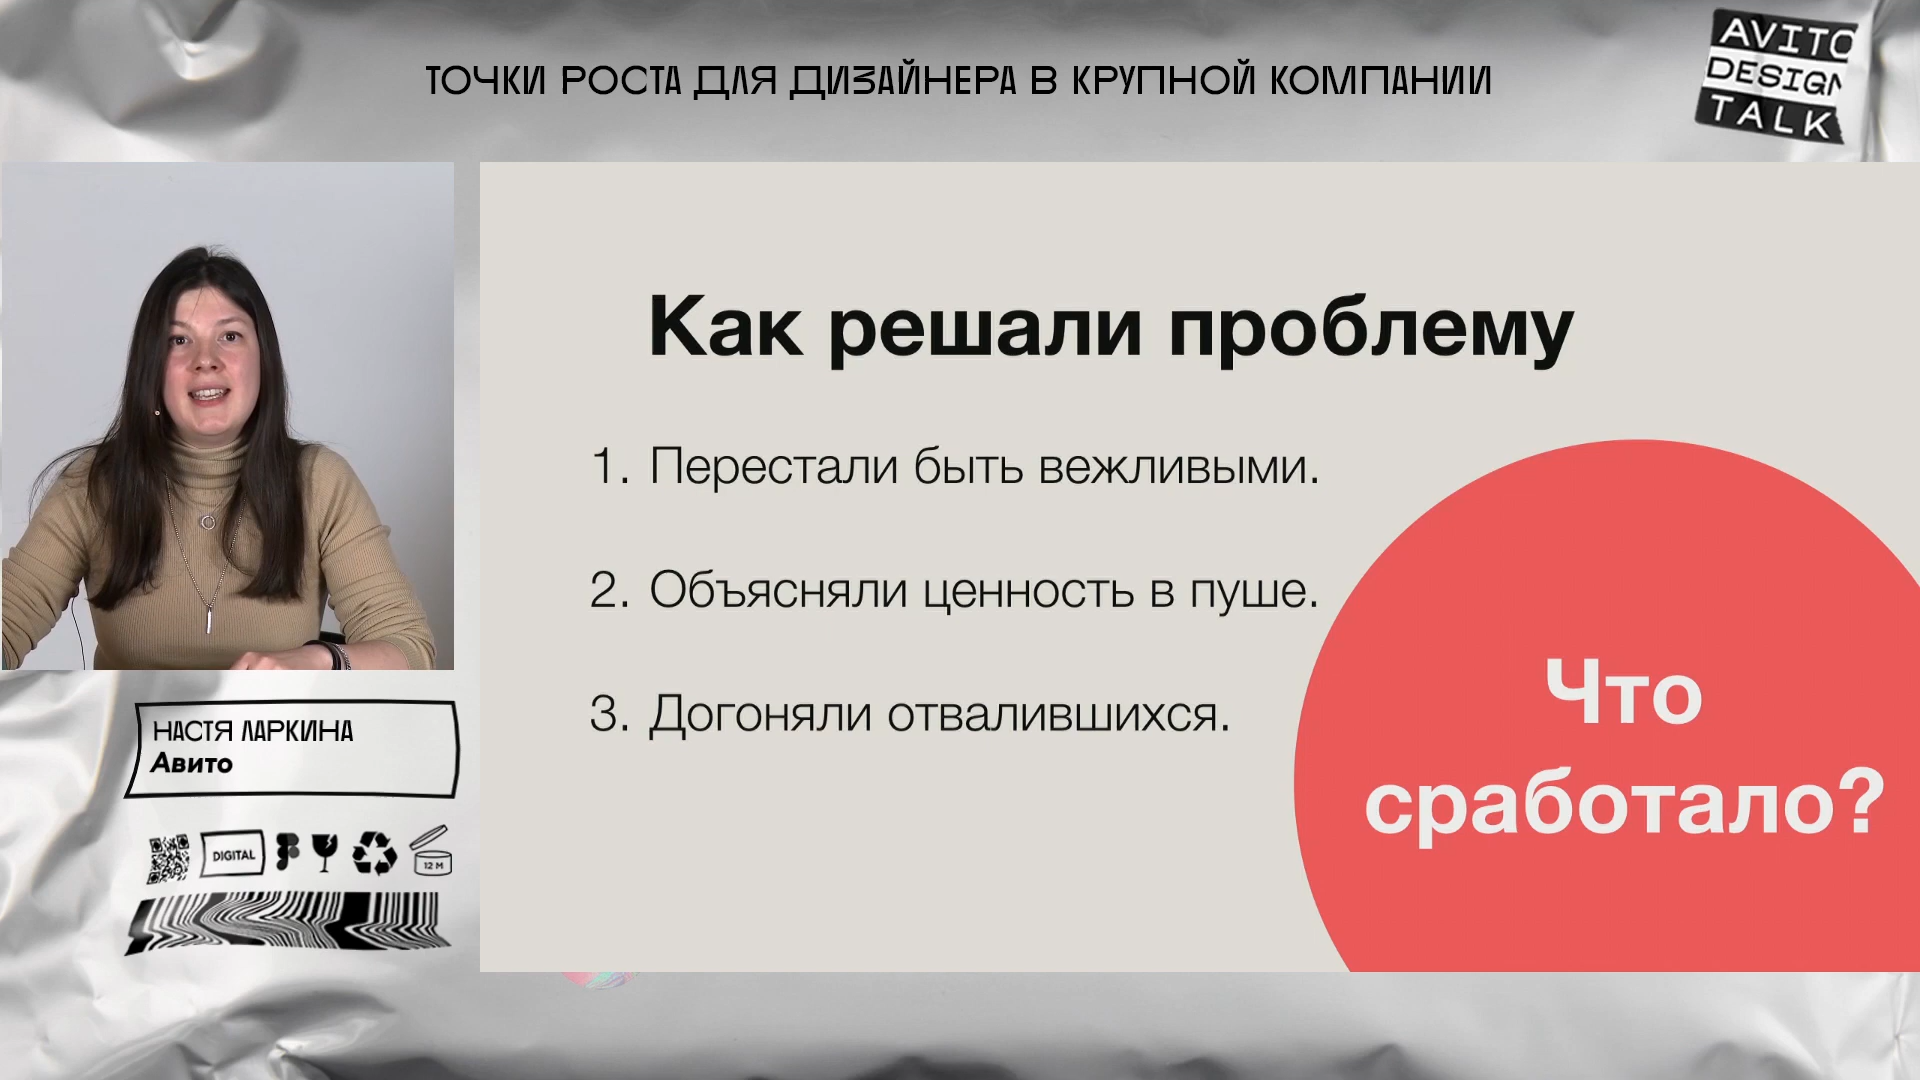 ТОЧКИ РОСТА ДЛЯ ДИЗАЙНЕРА В КРУПНОЙ КОМПАНИИ
AVITO
DESIGN
TALK
Как решали проблему
1. Перестали быть вежливыми.
2. Объясняли ценность в пуше.
3. Догоняли отвалившихся.
Что
сработало?
НАСТЯ ЛАРКИНА
Авито
DIGITAL
12 M